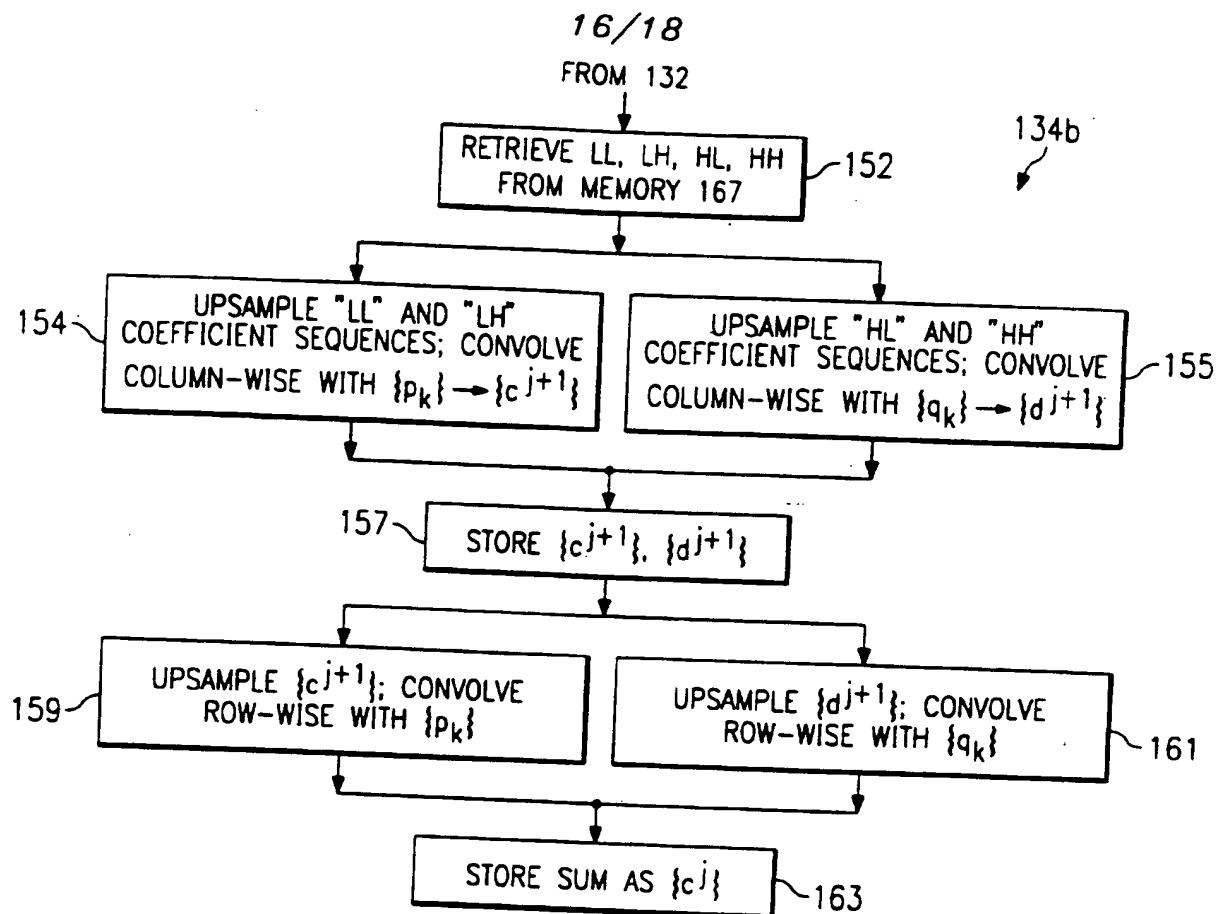 16/18
FROM 132
134b
RETRIEVE LL, LH, HL, HH
FROM MEMORY 167
152
154
UPSAMPLE "LL" AND "LH"
COEFFICIENT SEQUENCES; CONVOLVE
COLUMN-WISE WITH {p_k} → {c^{j+1}}
UPSAMPLE "HL" AND "HH"
COEFFICIENT SEQUENCES; CONVOLVE
COLUMN-WISE WITH {q_k} → {d^{j+1}}
155
157
STORE {c^{j+1}}, {d^{j+1}}
159
UPSAMPLE {c^{j+1}}; CONVOLVE
ROW-WISE WITH {p_k}
UPSAMPLE {d^{j+1}}; CONVOLVE
ROW-WISE WITH {q_k}
161
STORE SUM AS {c^j}
163